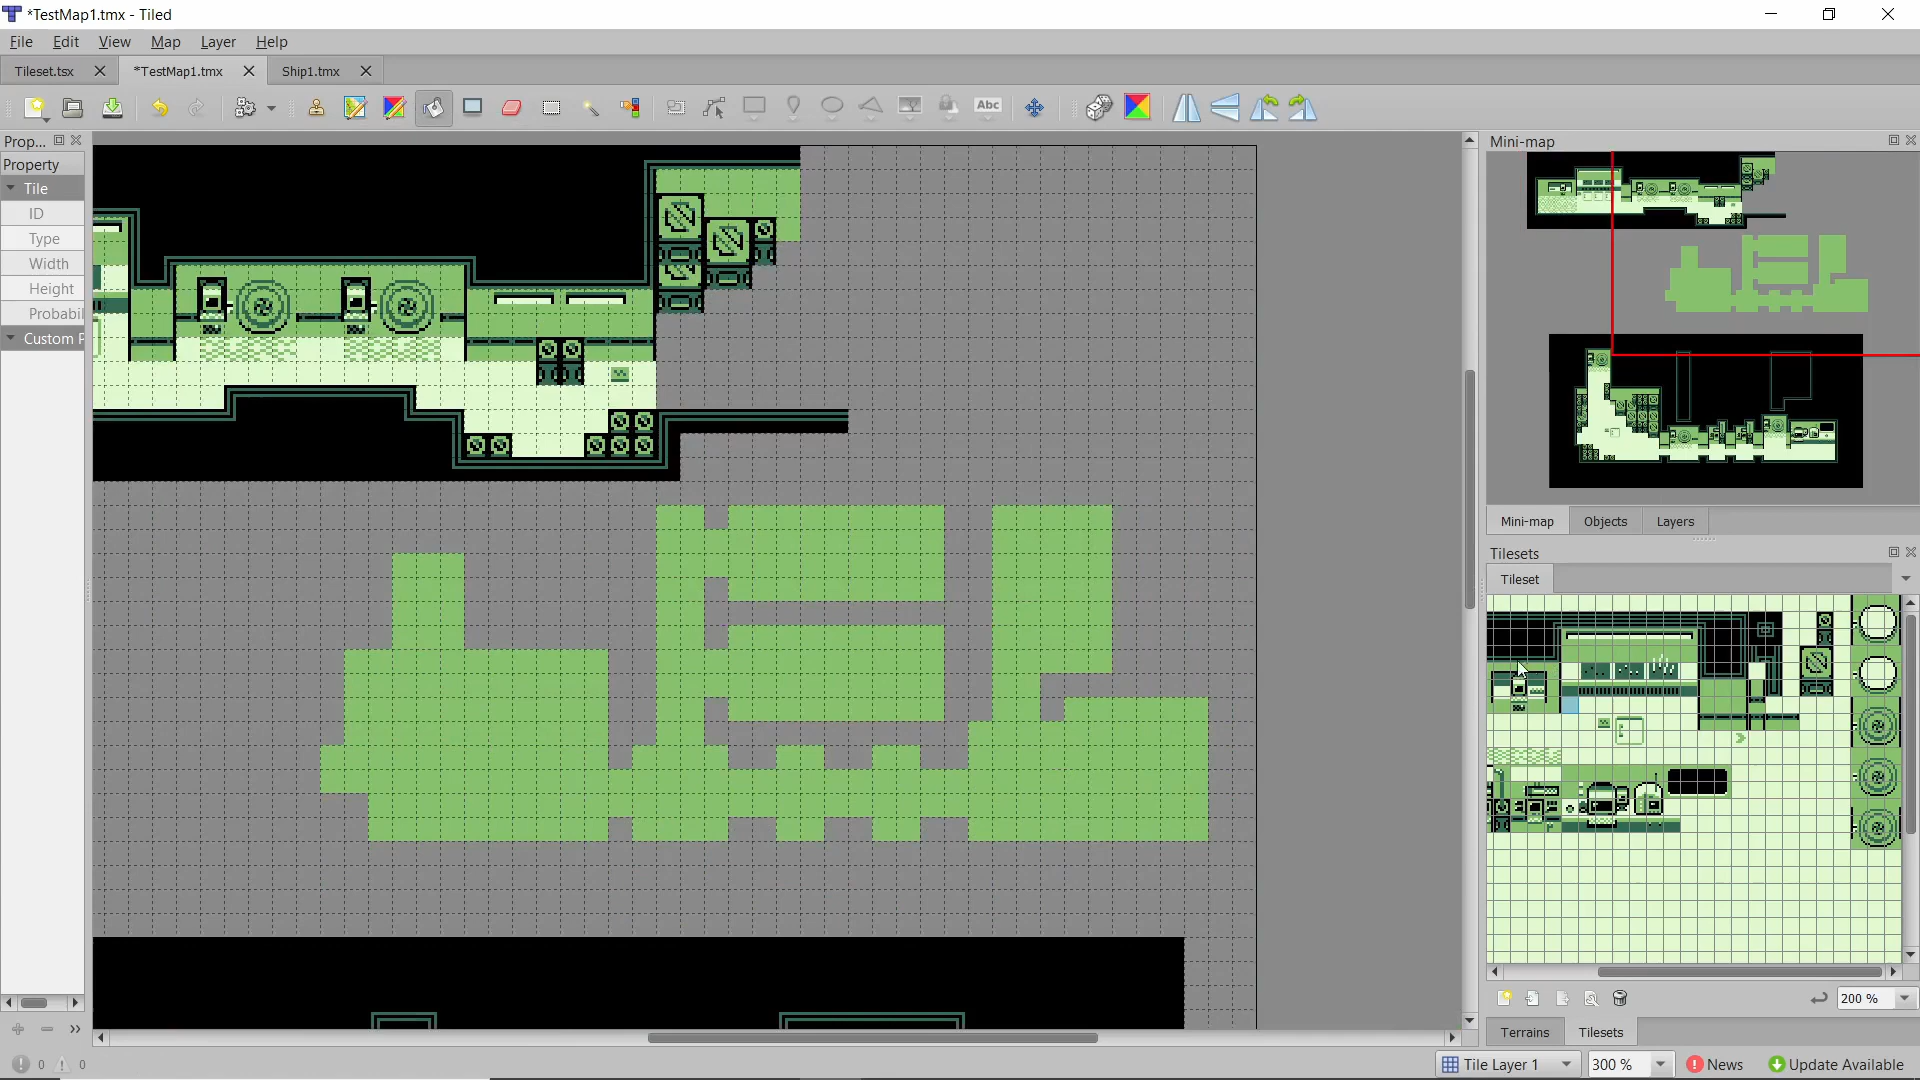 *TestMap1.tmx - Tiled
File Edit View Map Layer Help
Tileset.tsx *TestMap1.tmx Ship1.tmx
Abc
Prop...
Property
Tile
ID
Type
Width
Height
Probabil
Custom P
0 0
Mini-map
Mini-map Objects Layers
Tilesets
Tileset
200 %
Terrains Tilesets
Tile Layer 1 300 % News Update Available